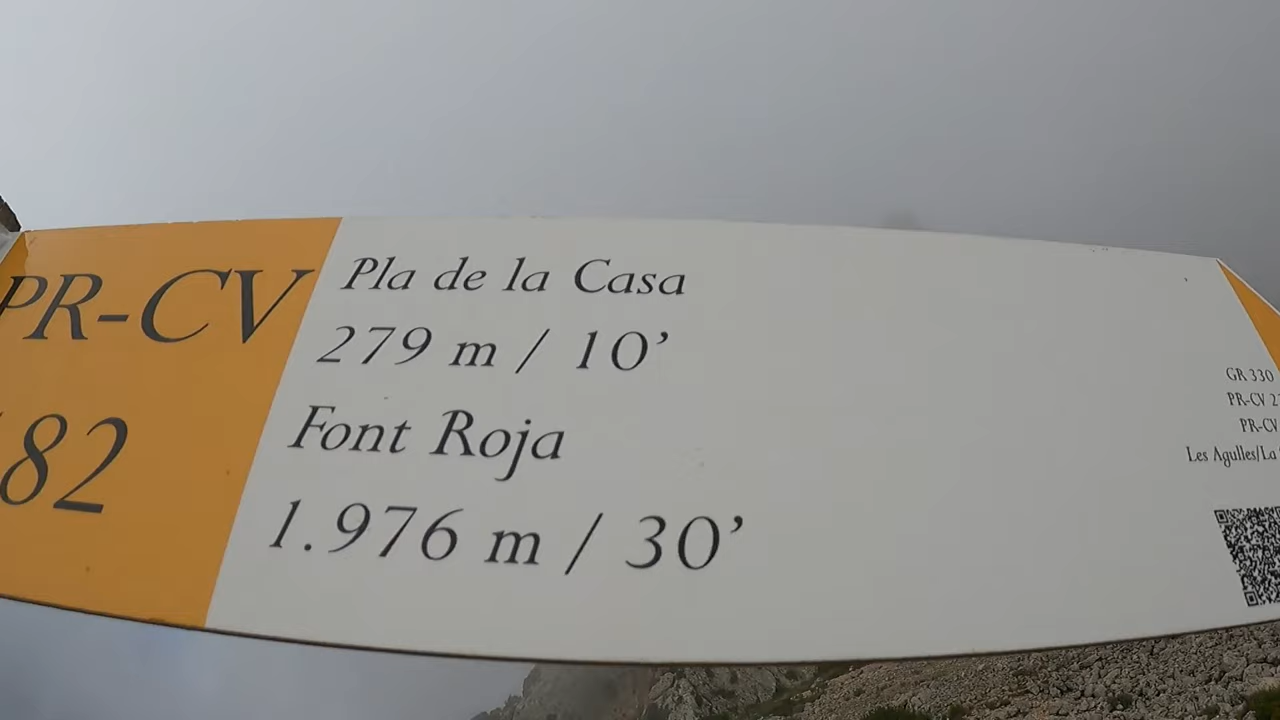 PR-CV
82
Pla de la Casa
279 m / 10’
Font Roja
1.976 m / 30’
GR 330
PR-CV
PR-CV
Les Agulles/La